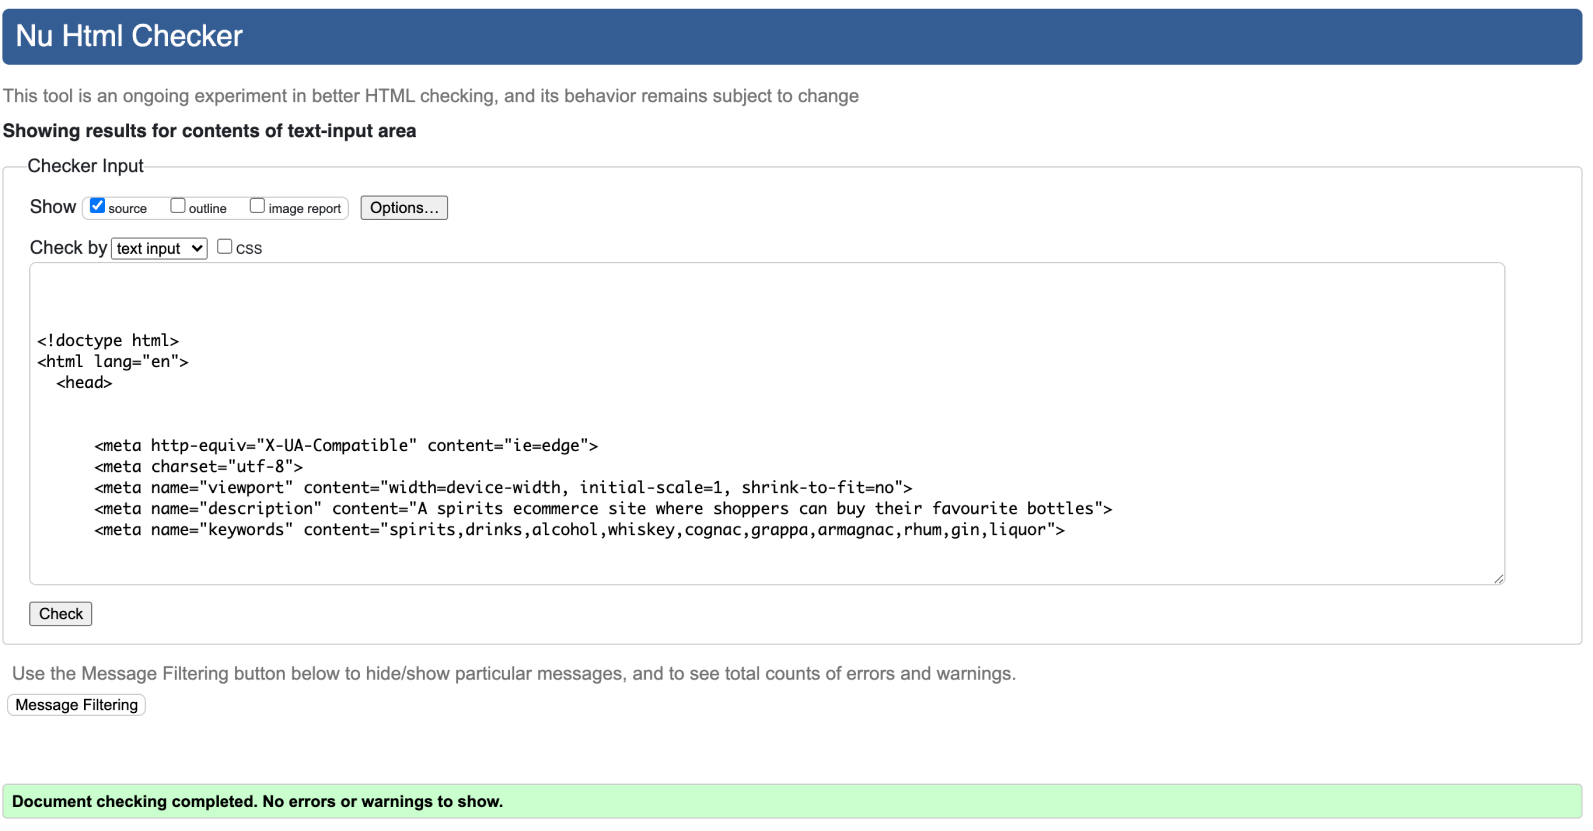 Nu Html Checker
This tool is an ongoing experiment in better HTML checking, and its behavior remains subject to change
Showing results for contents of text-input area
Checker Input
Show source outline image report Options...
Check by text input CSS
<!doctype html>
<html lang="en">
<head>
<meta http-equiv="X-UA-Compatible" content="ie=edge">
<meta charset="utf-8">
<meta name="viewport" content="width=device-width, initial-scale=1, shrink-to-fit=no">
<meta name="description" content="A spirits ecommerce site where shoppers can buy their favourite bottles">
<meta name="keywords" content="spirits,drinks,alcohol,whiskey,cognac,grappa,armagnac,rhum,gin,liquor">
Check
Use the Message Filtering button below to hide/show particular messages, and to see total counts of errors and warnings.
Message Filtering
Document checking completed. No errors or warnings to show.